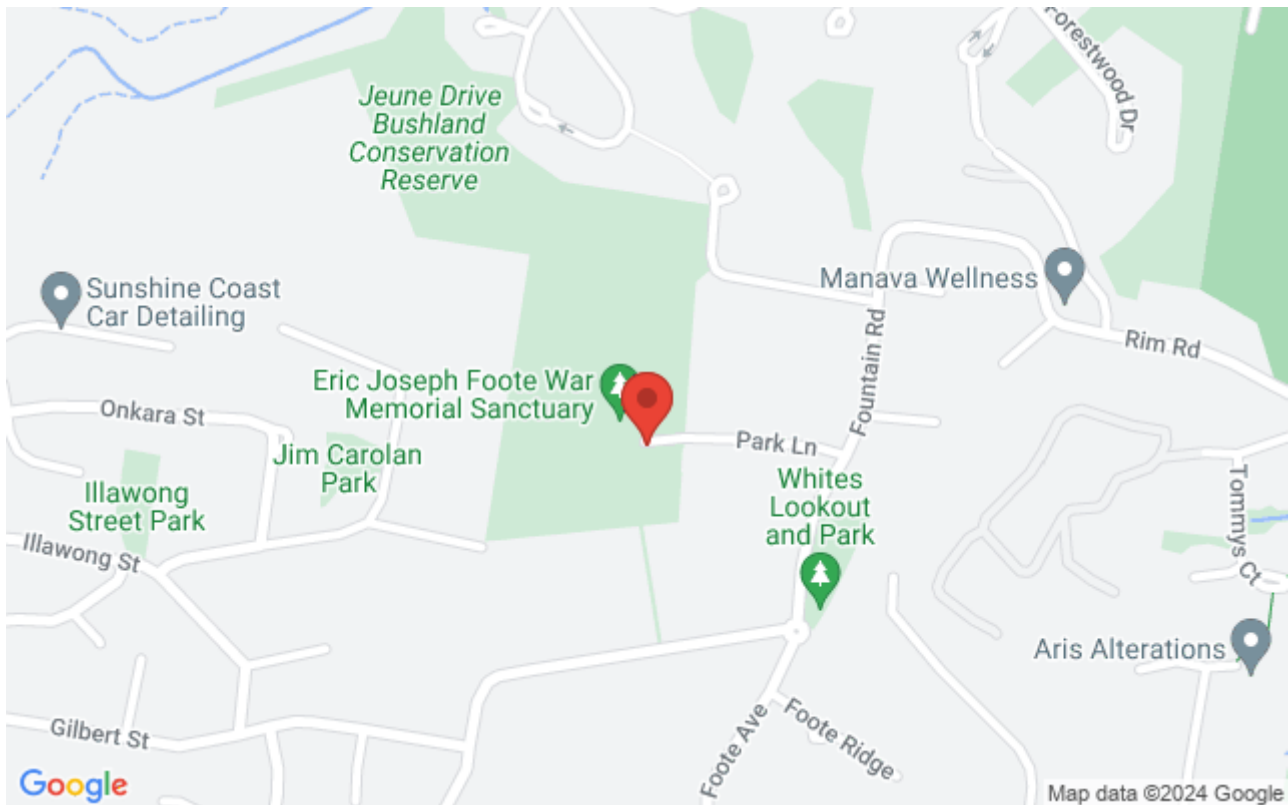 Forestwood Dr
Jeune Drive
Bushland
Conservation
Reserve
Manava Wellness
Sunshine Coast
Car Detailing
Fountain Rd
Rim Rd
Eric Joseph Foote War
Memorial Sanctuary
Onkara St
Park Ln
Jim Carolan
Park
Whites
Lookout
and Park
Illawong
Street Park
Tommys Ct
Illawong St
Aris Alterations
Gilbert St
Foote Ave
Foote Ridge
Google
Map data ©2024 Google